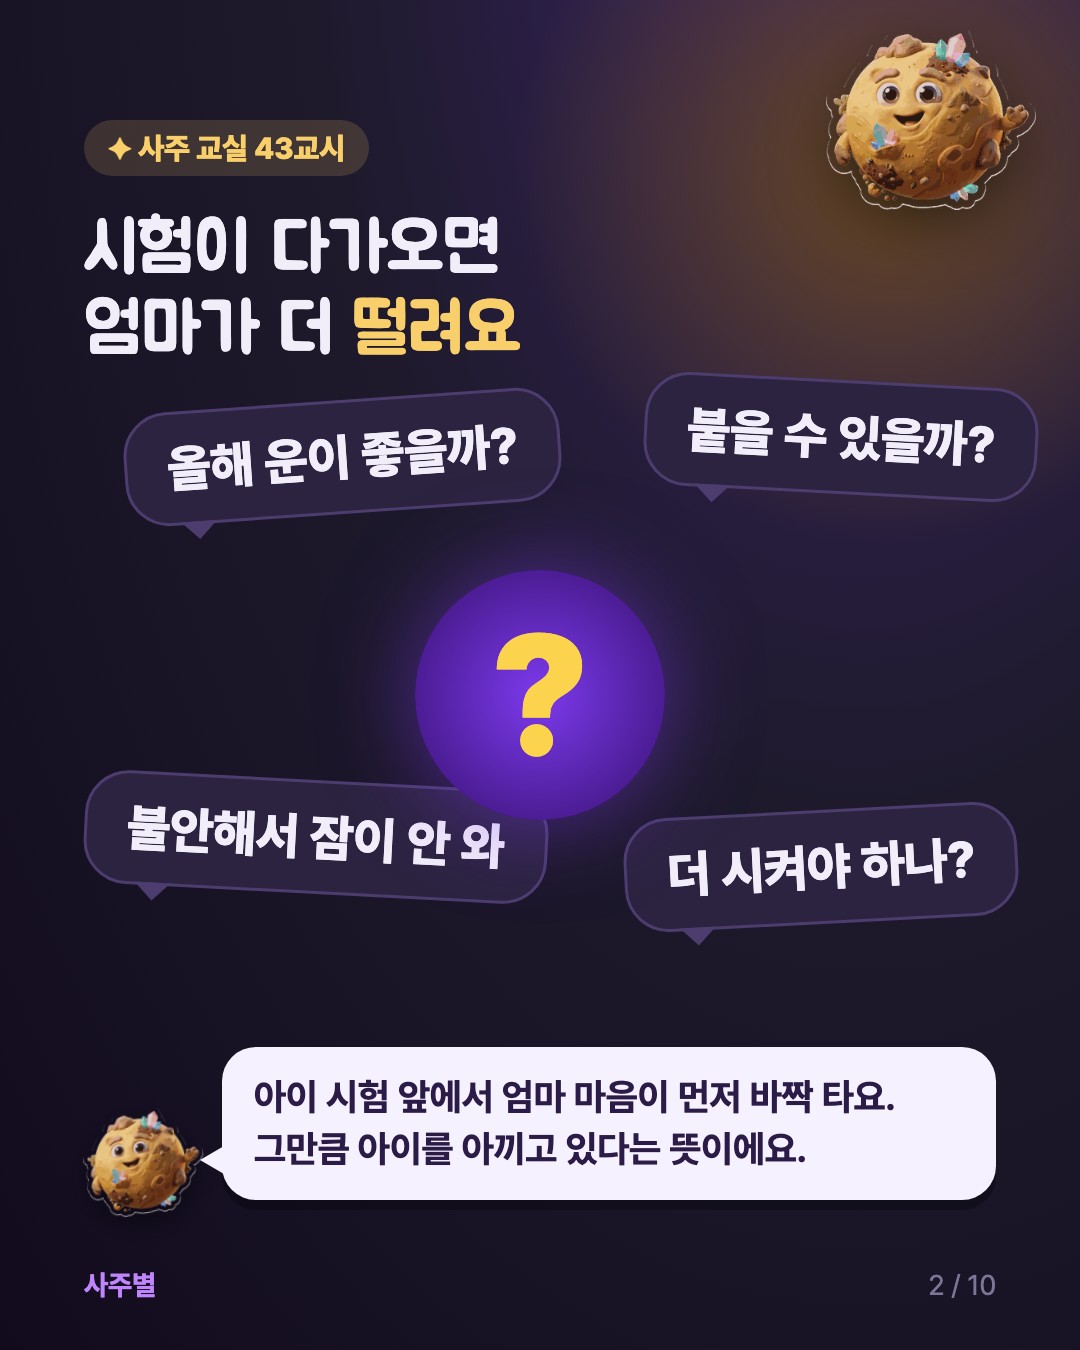 ✦ 사주 교실 43교시
시험이 다가오면
엄마가 더 떨려요
올해 운이 좋을까?
붙을 수 있을까?
?
불안해서 잠이 안 와
더 시켜야 하나?
아이 시험 앞에서 엄마 마음이 먼저 바짝 타요.
그만큼 아이를 아끼고 있다는 뜻이에요.
사주별
2 / 10